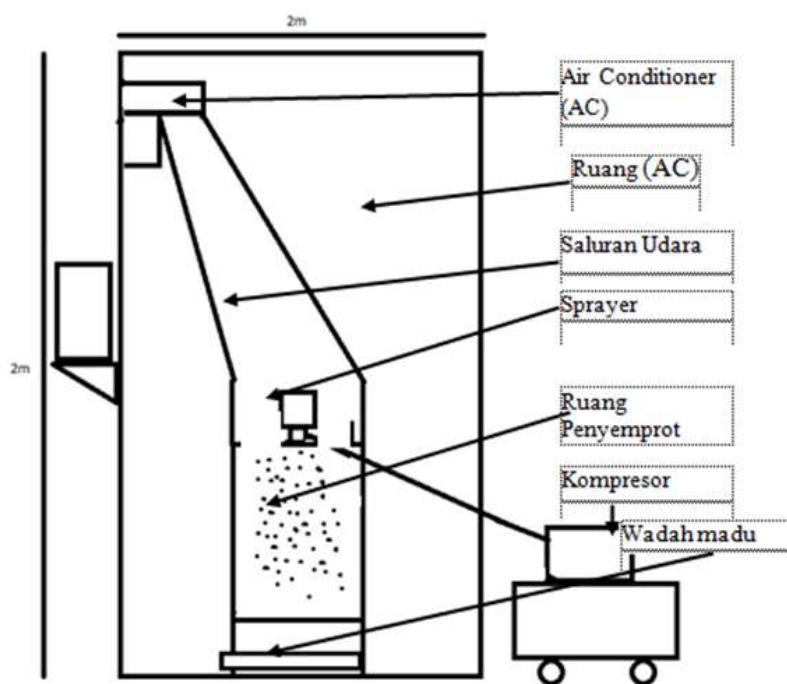 2m
Air Conditioner
(AC)
Ruang (AC)
Saluran Udara
Sprayer
2m
Ruang
Penyemprot
Kompresor
Wadah madu